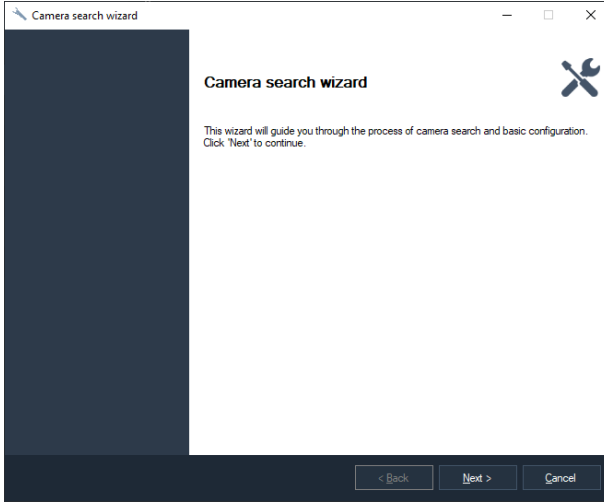 Camera search wizard
Camera search wizard
This wizard will guide you through the process of camera search and basic configuration.
Click 'Next' to continue.
< Back
Next >
Cancel